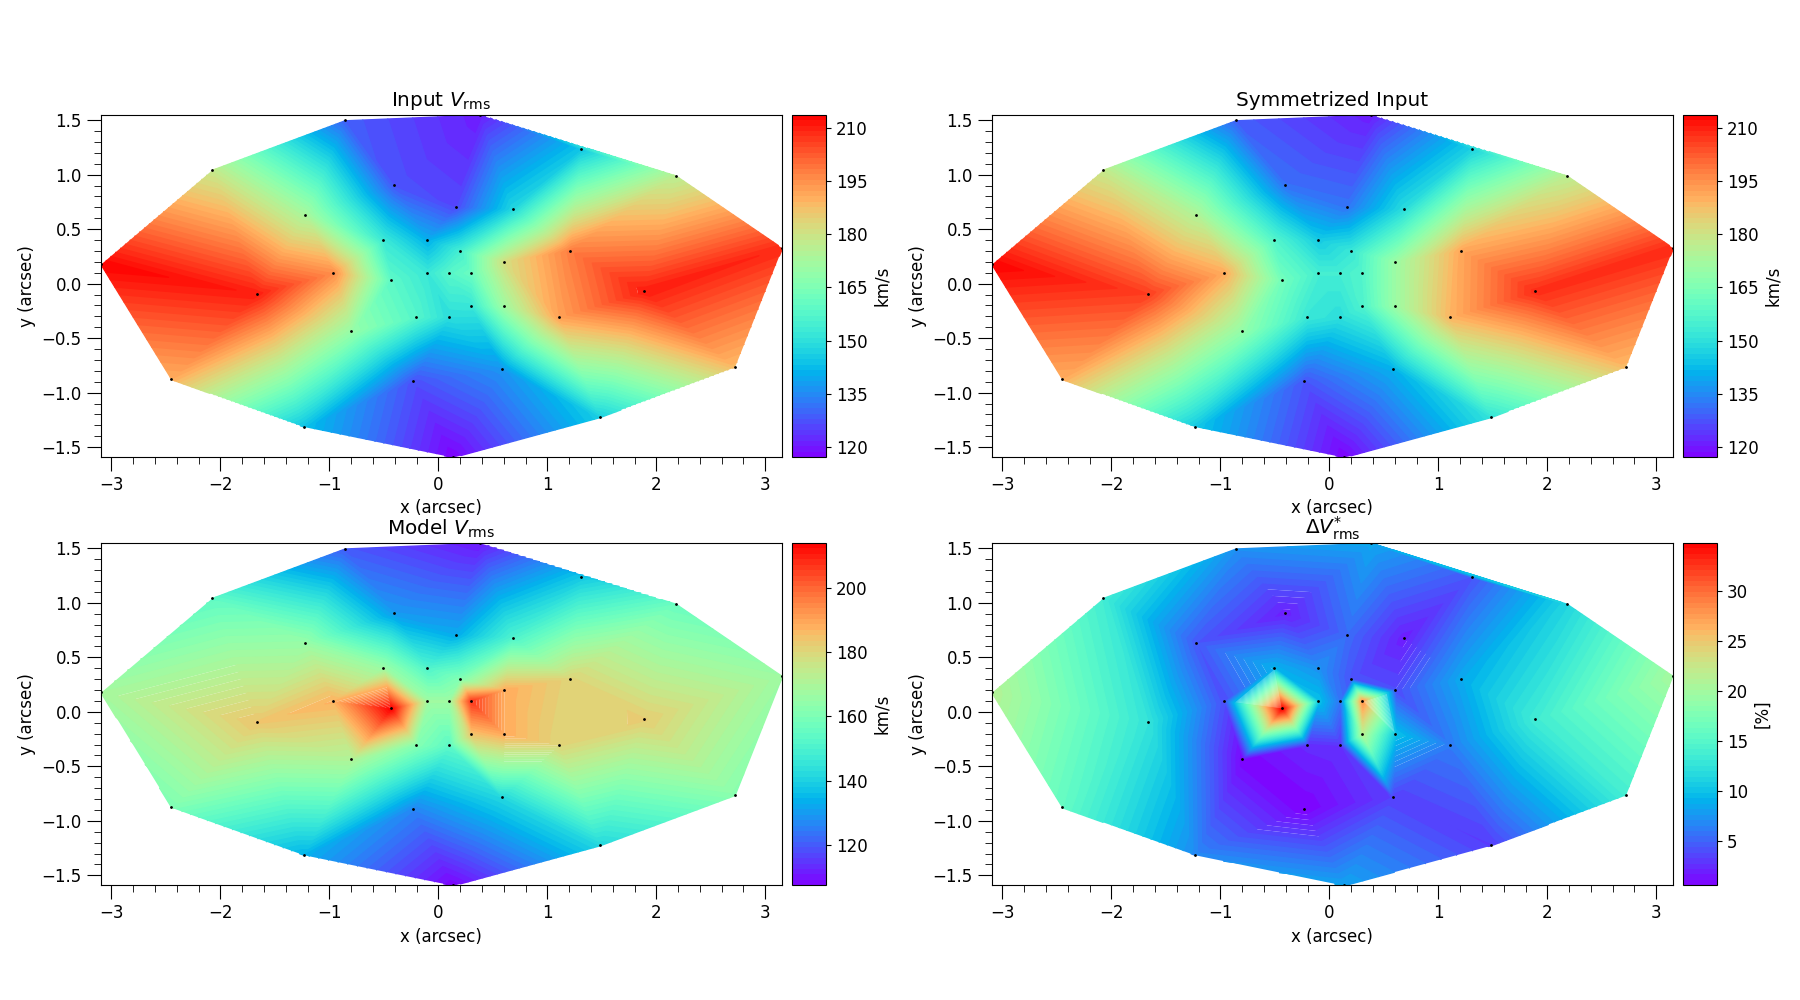 Input V_rms
Symmetrized Input
1.5
1.0
0.5
0.0
−0.5
−1.0
−1.5
y (arcsec)
−3 −2 −1 0 1 2 3
x (arcsec)
210
195
180
165
150
135
120
km/s
1.5
1.0
0.5
0.0
−0.5
−1.0
−1.5
y (arcsec)
−3 −2 −1 0 1 2 3
x (arcsec)
210
195
180
165
150
135
120
km/s
Model V_rms
ΔV*_rms
1.5
1.0
0.5
0.0
−0.5
−1.0
−1.5
y (arcsec)
−3 −2 −1 0 1 2 3
x (arcsec)
200
180
160
140
120
km/s
1.5
1.0
0.5
0.0
−0.5
−1.0
−1.5
y (arcsec)
−3 −2 −1 0 1 2 3
x (arcsec)
30
25
20
15
10
5
[%]